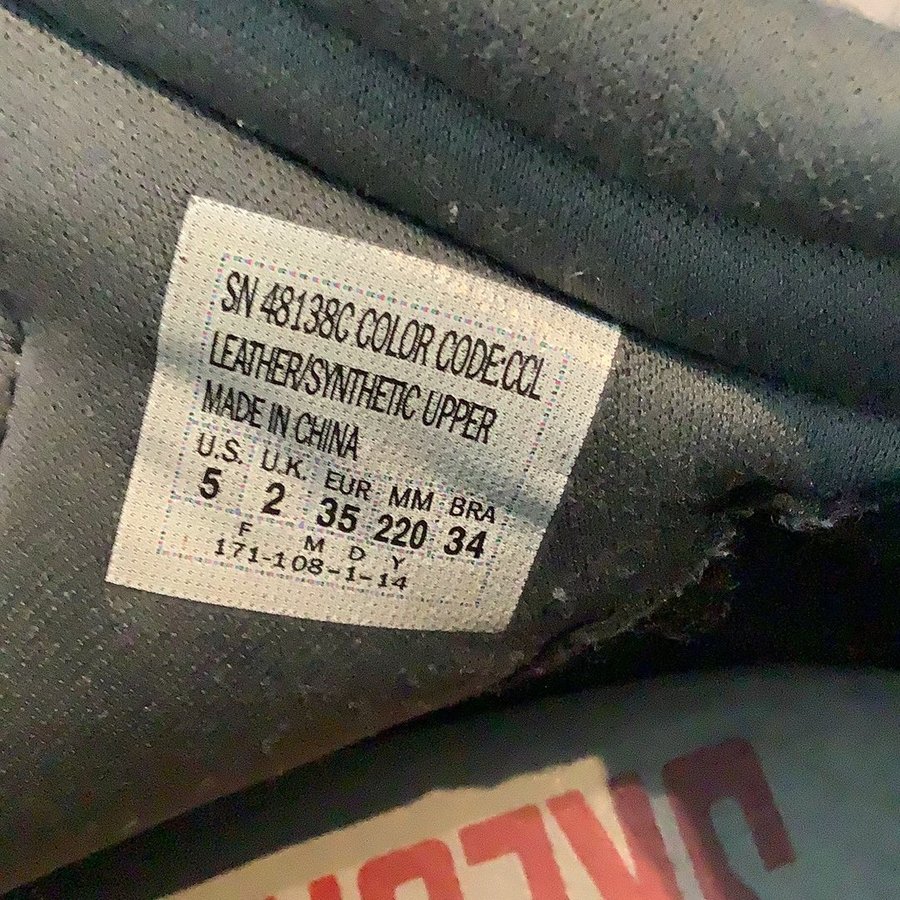 SN 48138C COLOR CODE:CCL
LEATHER/SYNTHETIC UPPER
MADE IN CHINA
U.S. U.K. EUR MM BRA
5 2 35 220 34
F M D Y
171-108-1-14